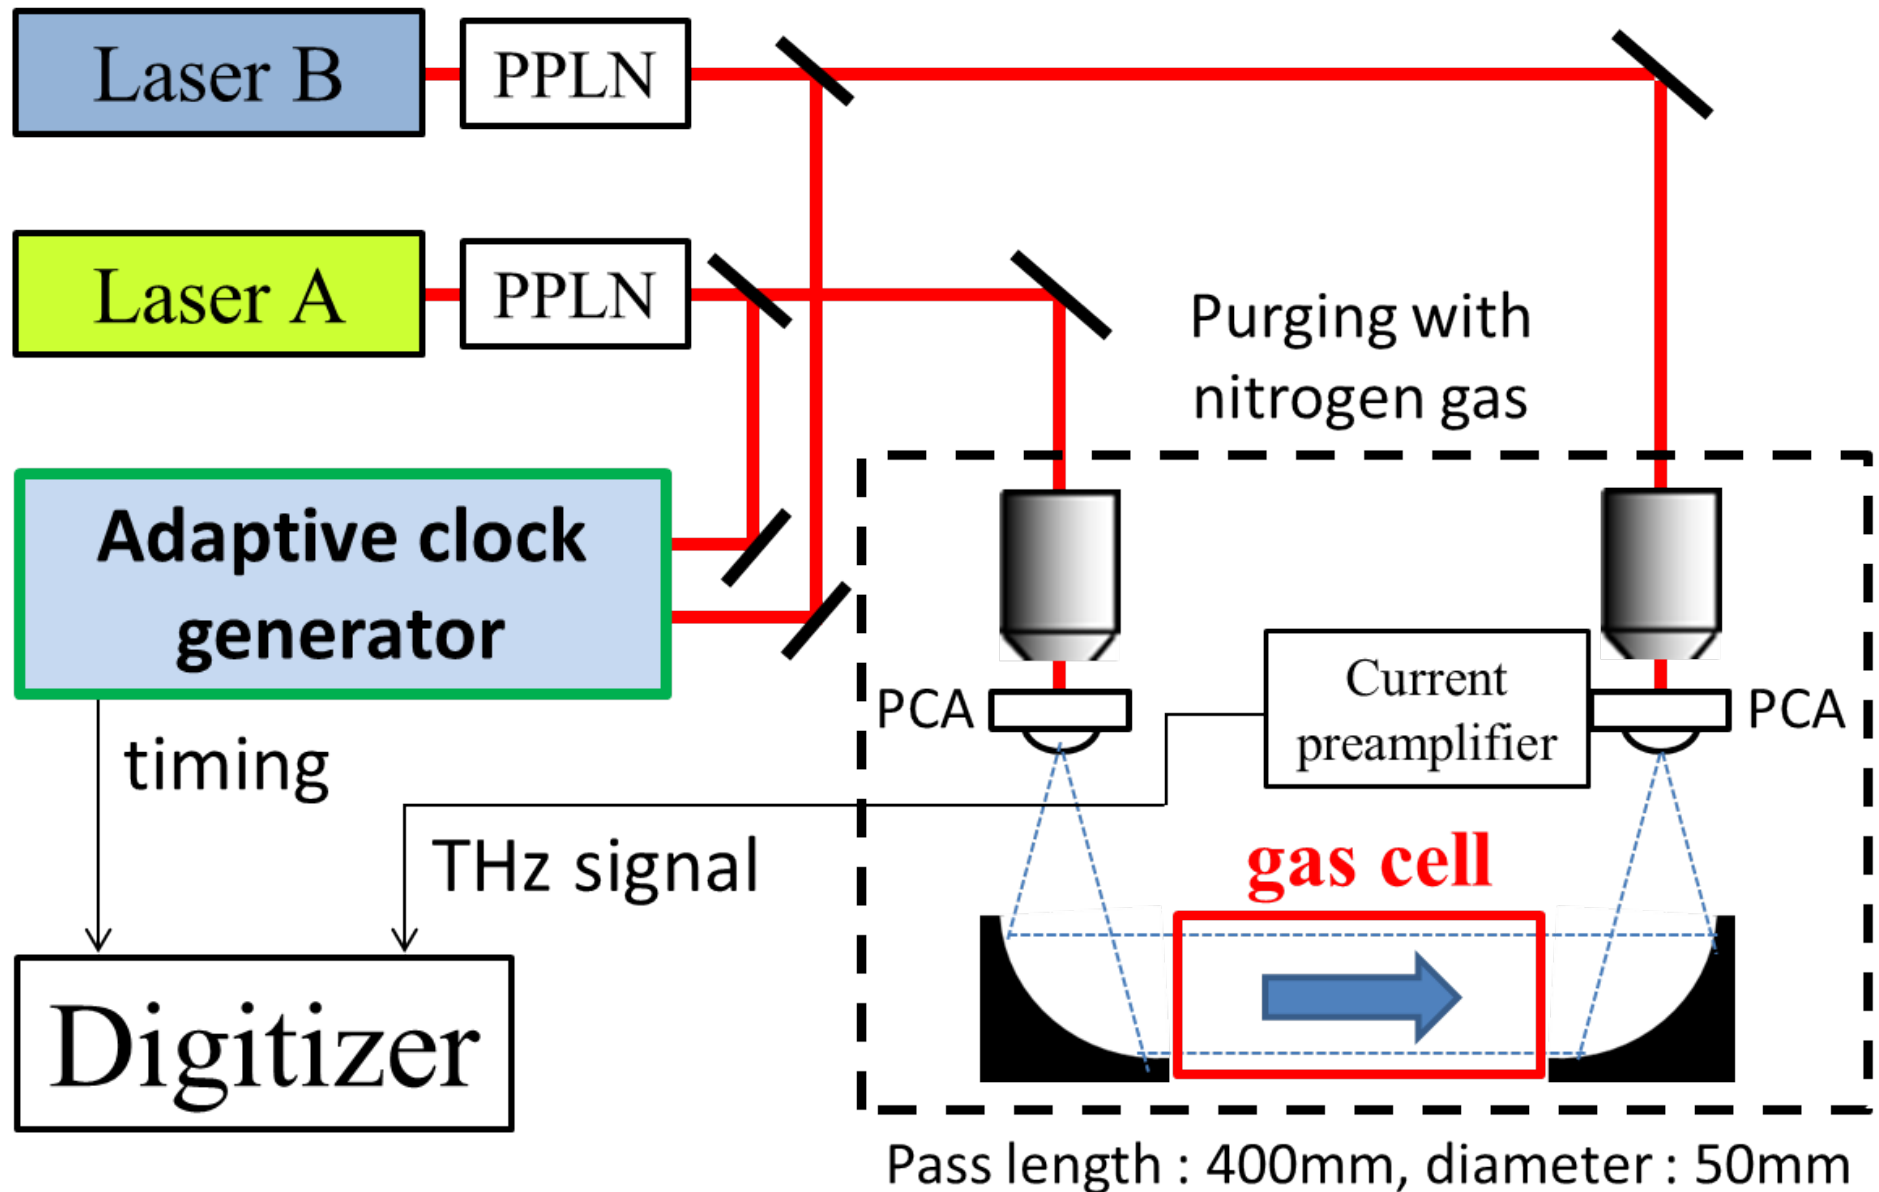 Laser B
PPLN
Laser A
PPLN
Purging with
nitrogen gas
Adaptive clock
generator
PCA
Current
preamplifier
PCA
timing
THz signal
gas cell
Digitizer
Pass length : 400mm, diameter : 50mm